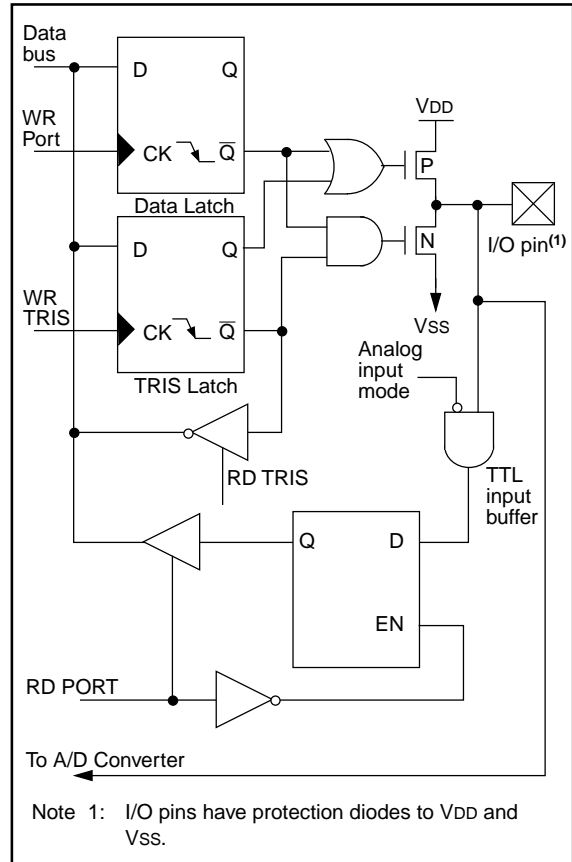 Data
bus
D
Q
VDD
WR
Port
CK
Q
P
Data Latch
I/O pin(1)
D
Q
N
WR
TRIS
CK
Q
VSS
TRIS Latch
Analog
input
mode
RD TRIS
TTL
input
buffer
Q
D
EN
RD PORT
To A/D Converter
Note 1: I/O pins have protection diodes to VDD and
VSS.